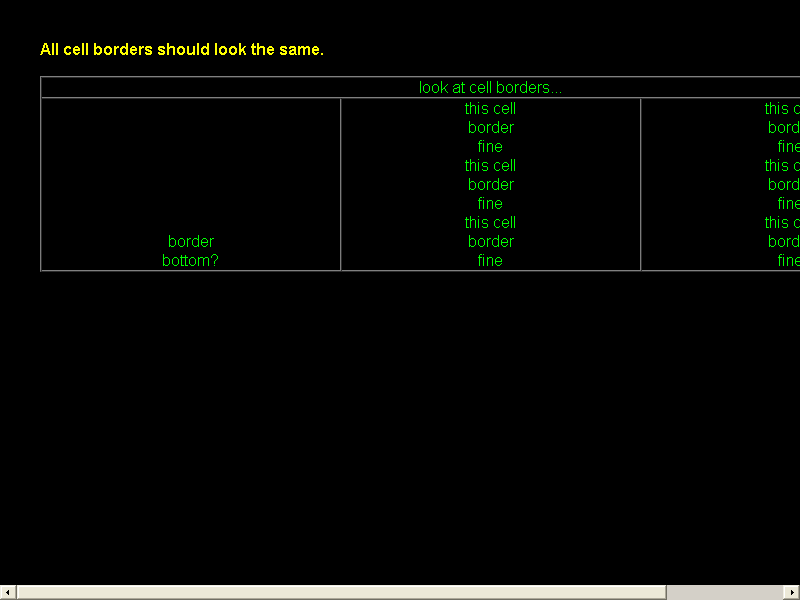 All cell borders should look the same.
look at cell borders...
border
bottom?
this cell
border
fine
this cell
border
fine
this cell
border
fine
this c
bord
fine
this c
bord
fine
this c
bord
fine